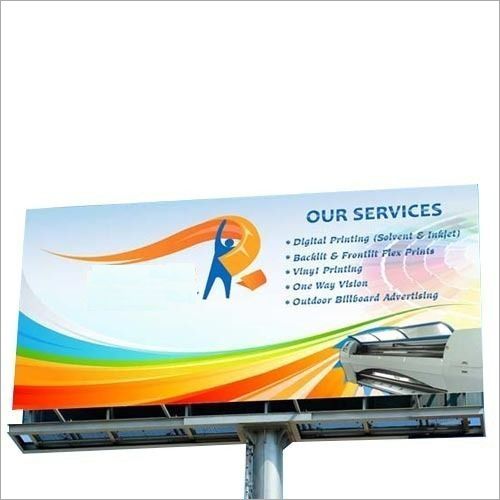 OUR SERVICES
• Digital Printing (Solvent & Inkjet)
• Backlit & Frontlit Flex Prints
• Vinyl Printing
• One Way Vision
• Outdoor Billboard Advertising